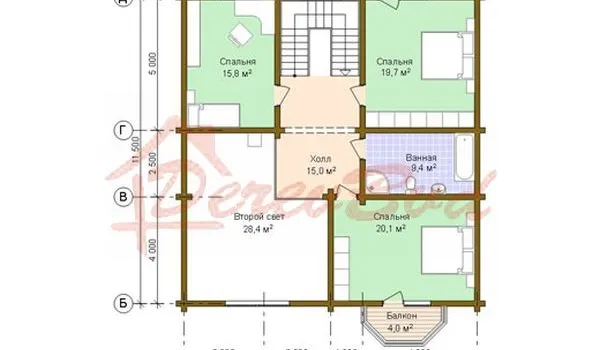 Д
Спальня
15,8 м²
Спальня
19,7 м²
5 000
Г
11 500
2 500
Холл
15,0 м²
Ванная
9,4 м²
ДачаВиД
В
Второй свет
28,4 м²
Спальня
20,1 м²
4 000
Б
Балкон
4,0 м²